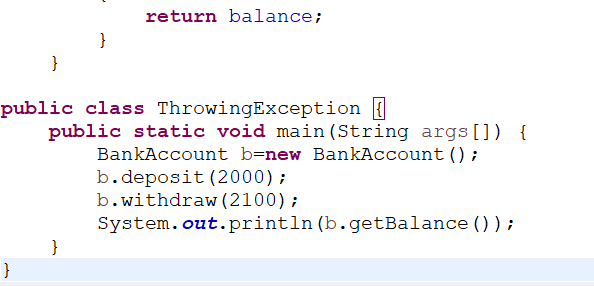 return balance;
}
}
public class ThrowingException {
public static void main(String args[]) {
BankAccount b=new BankAccount();
b.deposit(2000);
b.withdraw(2100);
System.out.println(b.getBalance());
}
}